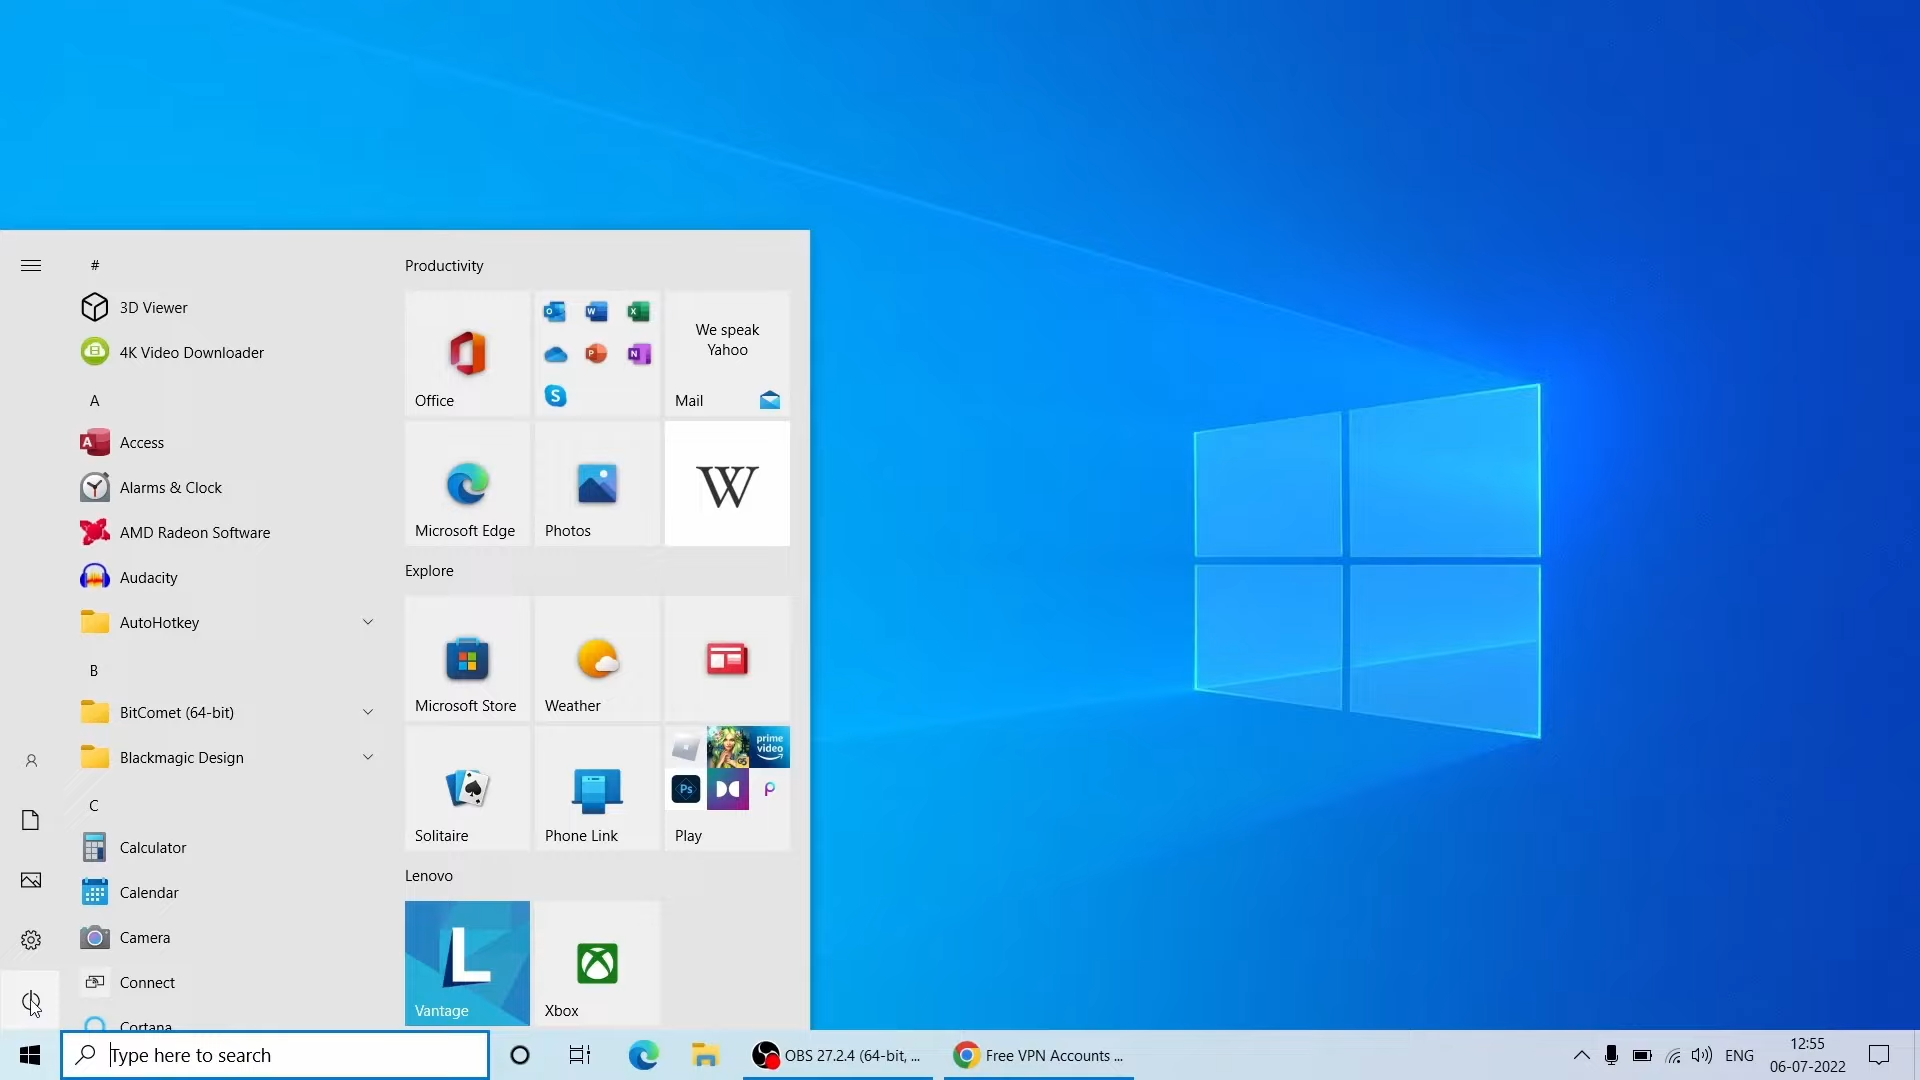 #
3D Viewer
4K Video Downloader
A
Access
Alarms & Clock
AMD Radeon Software
Audacity
AutoHotkey
B
BitComet (64-bit)
Blackmagic Design
C
Calculator
Calendar
Camera
Connect
Cortana
Productivity
Office
We speak
Yahoo
Mail
Microsoft Edge
Photos
W
Explore
Microsoft Store
Weather
Solitaire
Phone Link
prime
video
Ps
Play
Lenovo
L
Vantage
Xbox
Type here to search
OBS 27.2.4 (64-bit, ...
Free VPN Accounts ...
ENG
12:55
06-07-2022